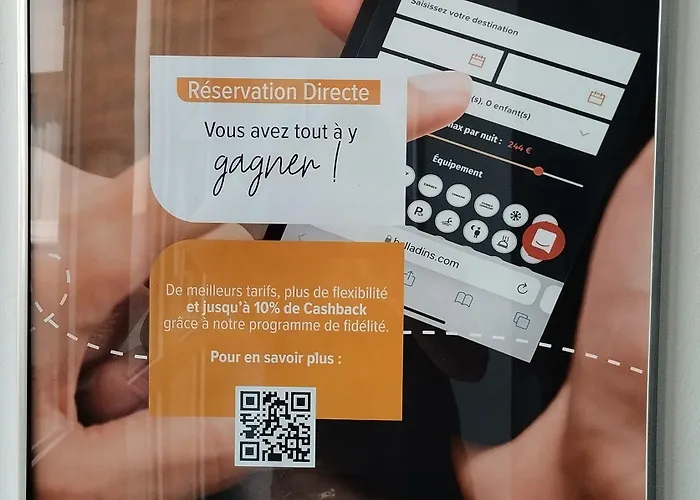 Saisissez votre destination
(s), 0 enfant(s)
max par nuit : 244 €
Équipement
balladins.com
Réservation Directe
Vous avez tout à y
gagner !
De meilleurs tarifs, plus de flexibilité
et jusqu'à 10% de Cashback
grâce à notre programme de fidélité.
Pour en savoir plus :